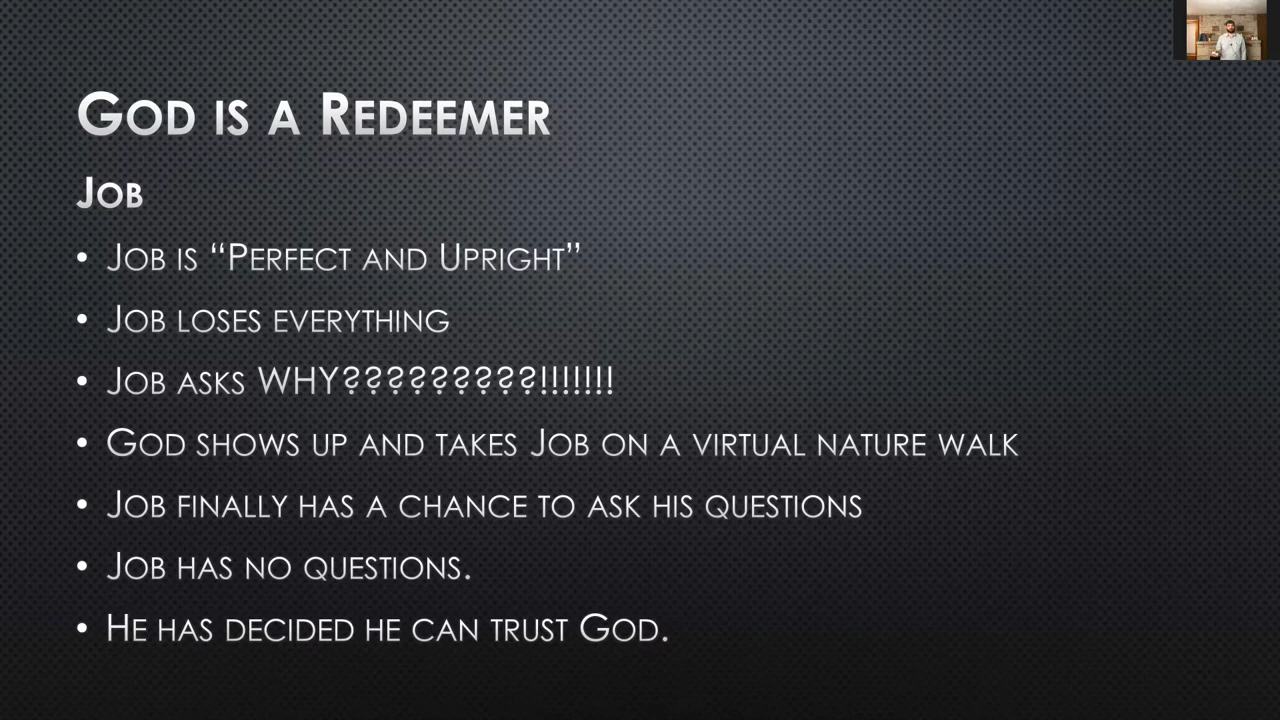 God is a Redeemer
Job
• Job is “Perfect and Upright”
• Job loses everything
• Job asks WHY?????????!!!!!!!
• God shows up and takes Job on a virtual nature walk
• Job finally has a chance to ask his questions
• Job has no questions.
• He has decided he can trust God.